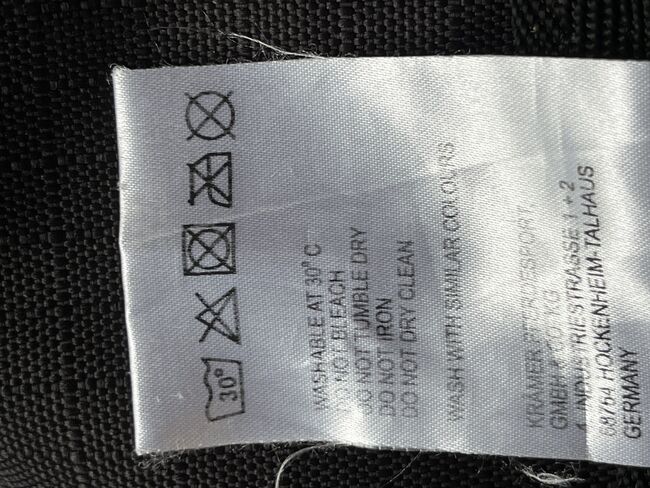 30°
WASHABLE AT 30°C
DO NOT BLEACH
DO NOT TUMBLE DRY
DO NOT IRON
DO NOT DRY CLEAN
WASH WITH SIMILAR COLOURS
KRÄMER PFERDESPORT
GMBH & CO. KG
INDUSTRIESTRASSE 1 + 2
68754 HOCKENHEIM-TALHAUS
GERMANY